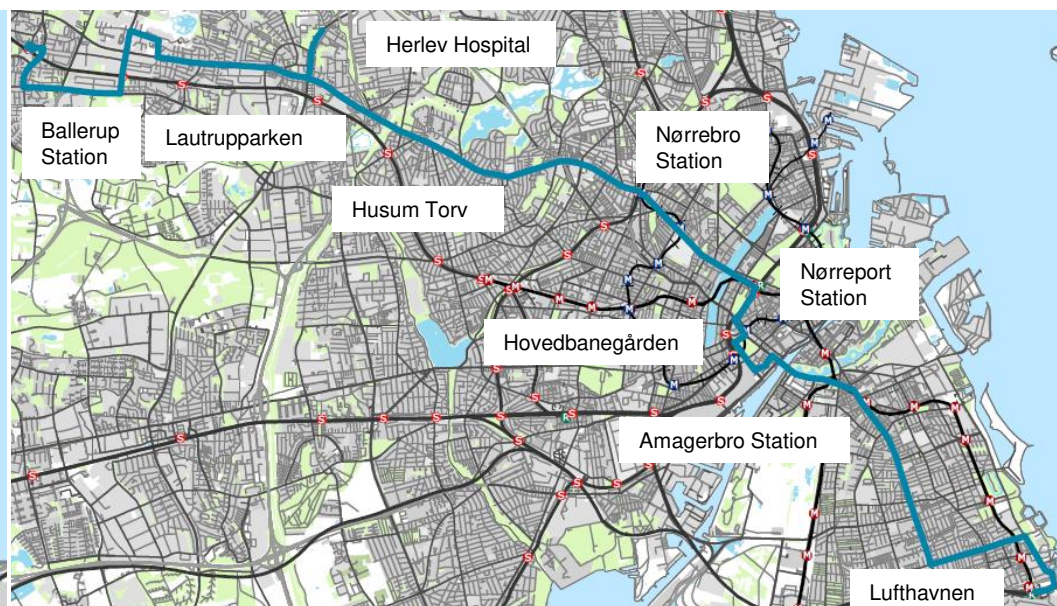 Herlev Hospital
Ballerup
Station
Lautrupparken
Nørrebro
Station
Husum Torv
Nørreport
Station
Hovedbanegården
Amagerbro Station
Lufthavnen